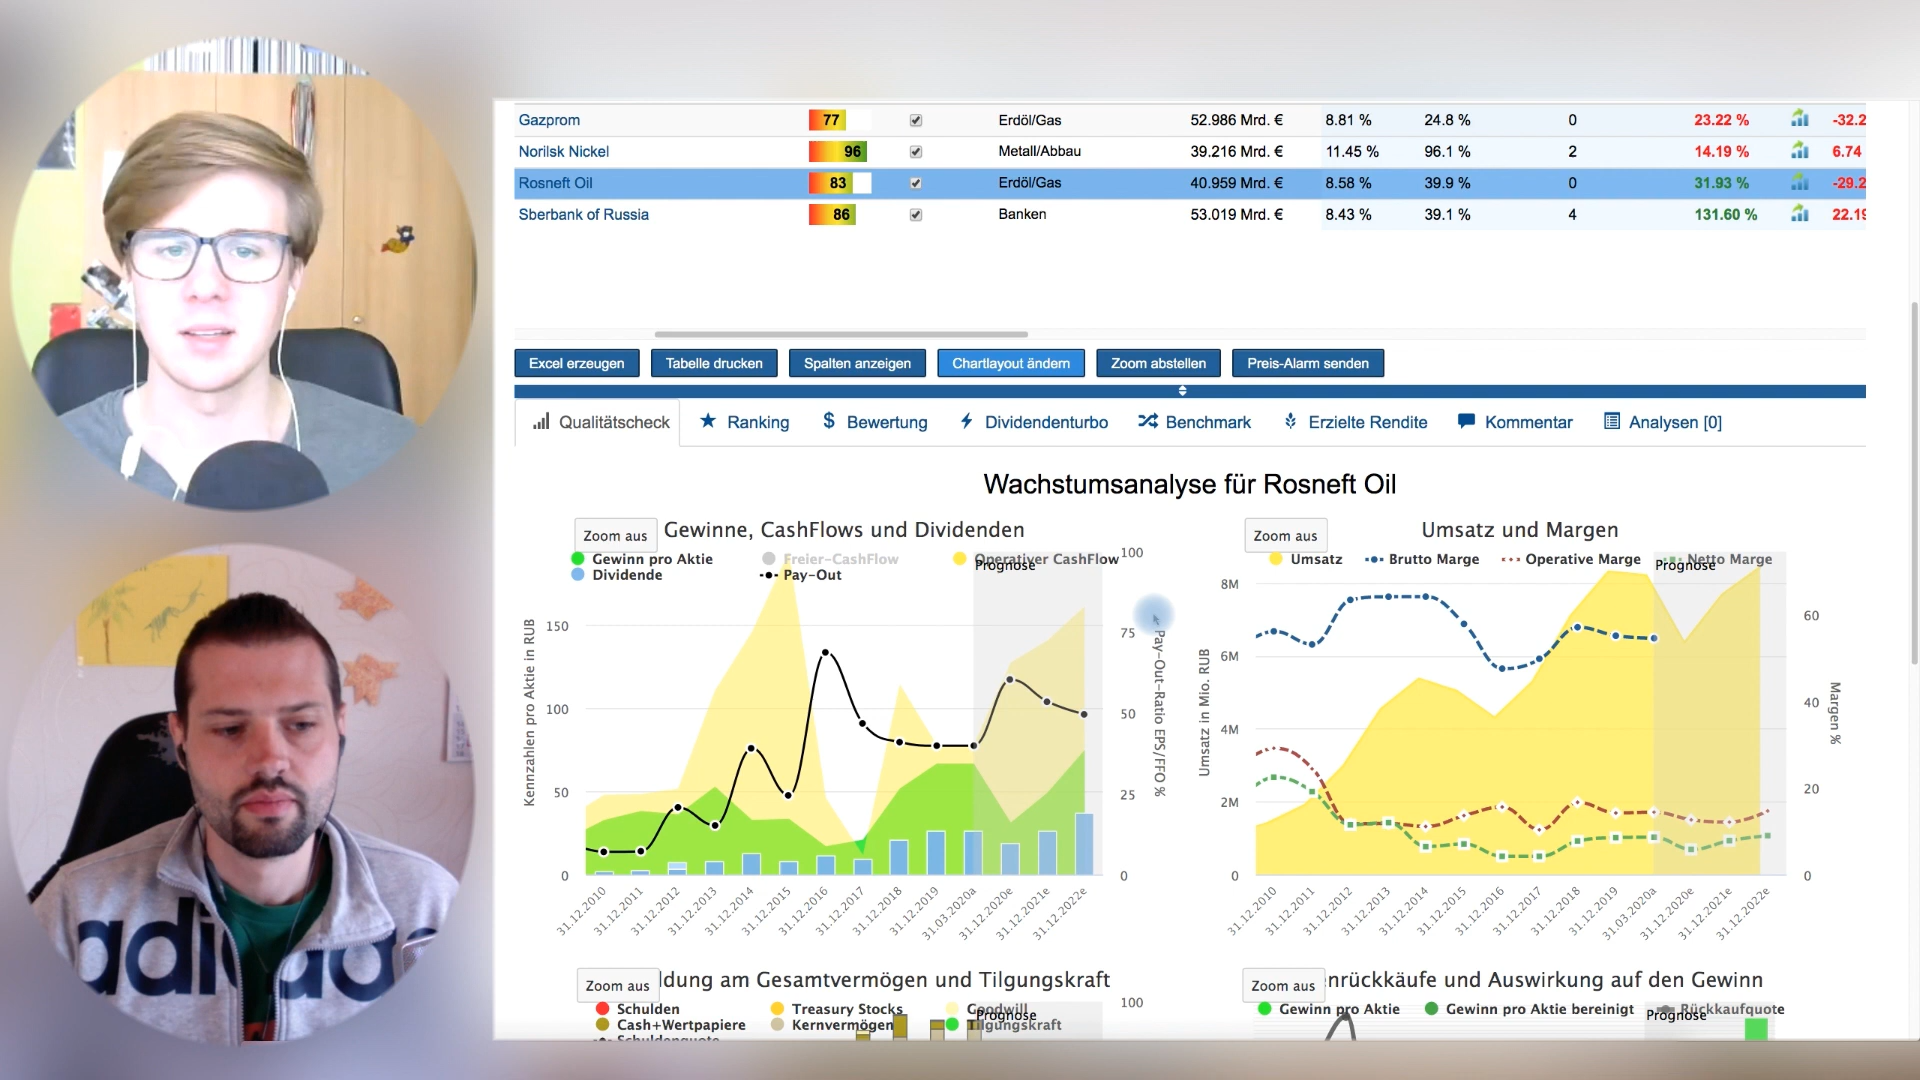 Gazprom 77 Erdöl/Gas 52.986 Mrd. € 8.81 % 24.8 % 0 23.22 % -32.2
Norilsk Nickel 96 Metall/Abbau 39.216 Mrd. € 11.45 % 96.1 % 2 14.19 % 6.74
Rosneft Oil 83 Erdöl/Gas 40.959 Mrd. € 8.58 % 39.9 % 0 31.93 % -29.2
Sberbank of Russia 86 Banken 53.019 Mrd. € 8.43 % 39.1 % 4 131.60 % 22.19
Excel erzeugen Tabelle drucken Spalten anzeigen Chartlayout ändern Zoom abstellen Preis-Alarm senden
Qualitätscheck Ranking Bewertung Dividendenturbo Benchmark Erzielte Rendite Kommentar Analysen [0]
Wachstumsanalyse für Rosneft Oil
Zoom aus Gewinne, CashFlows und Dividenden
Gewinn pro Aktie Freier-CashFlow Operativer CashFlow
Dividende Pay-Out
Prognose
Kennzahlen pro Aktie in RUB
150
100
50
0
100
75
50
25
0
Pay-Out-Ratio EPS/FFO %
31.12.2010 31.12.2011 31.12.2012 31.12.2013 31.12.2014 31.12.2015 31.12.2016 31.12.2017 31.12.2018 31.12.2019 31.03.2020a 31.12.2020e 31.12.2021e 31.12.2022e
Zoom aus Umsatz und Margen
Umsatz Brutto Marge Operative Marge Netto Marge
Prognose
Umsatz in Mio. RUB
8M
6M
4M
2M
0
60
40
20
0
Margen %
31.12.2010 31.12.2011 31.12.2012 31.12.2013 31.12.2014 31.12.2015 31.12.2016 31.12.2017 31.12.2018 31.12.2019 31.03.2020a 31.12.2020e 31.12.2021e 31.12.2022e
Zoom aus ldung am Gesamtvermögen und Tilgungskraft
Schulden Treasury Stocks Goodwill
Cash+Wertpapiere Kernvermögen Tilgungskraft
Schuldenquote
Prognose
100
Zoom aus nrückkäufe und Auswirkung auf den Gewinn
Gewinn pro Aktie Gewinn pro Aktie bereinigt Rückkaufquote
Prognose
adi